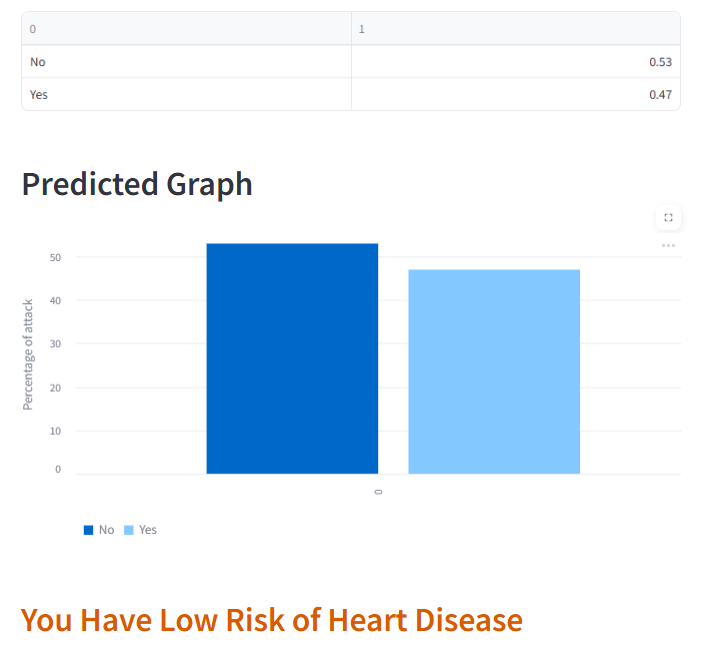 0 1
No 0.53
Yes 0.47
Predicted Graph
50
40
30
20
10
0
Percentage of attack
0
No Yes
You Have Low Risk of Heart Disease